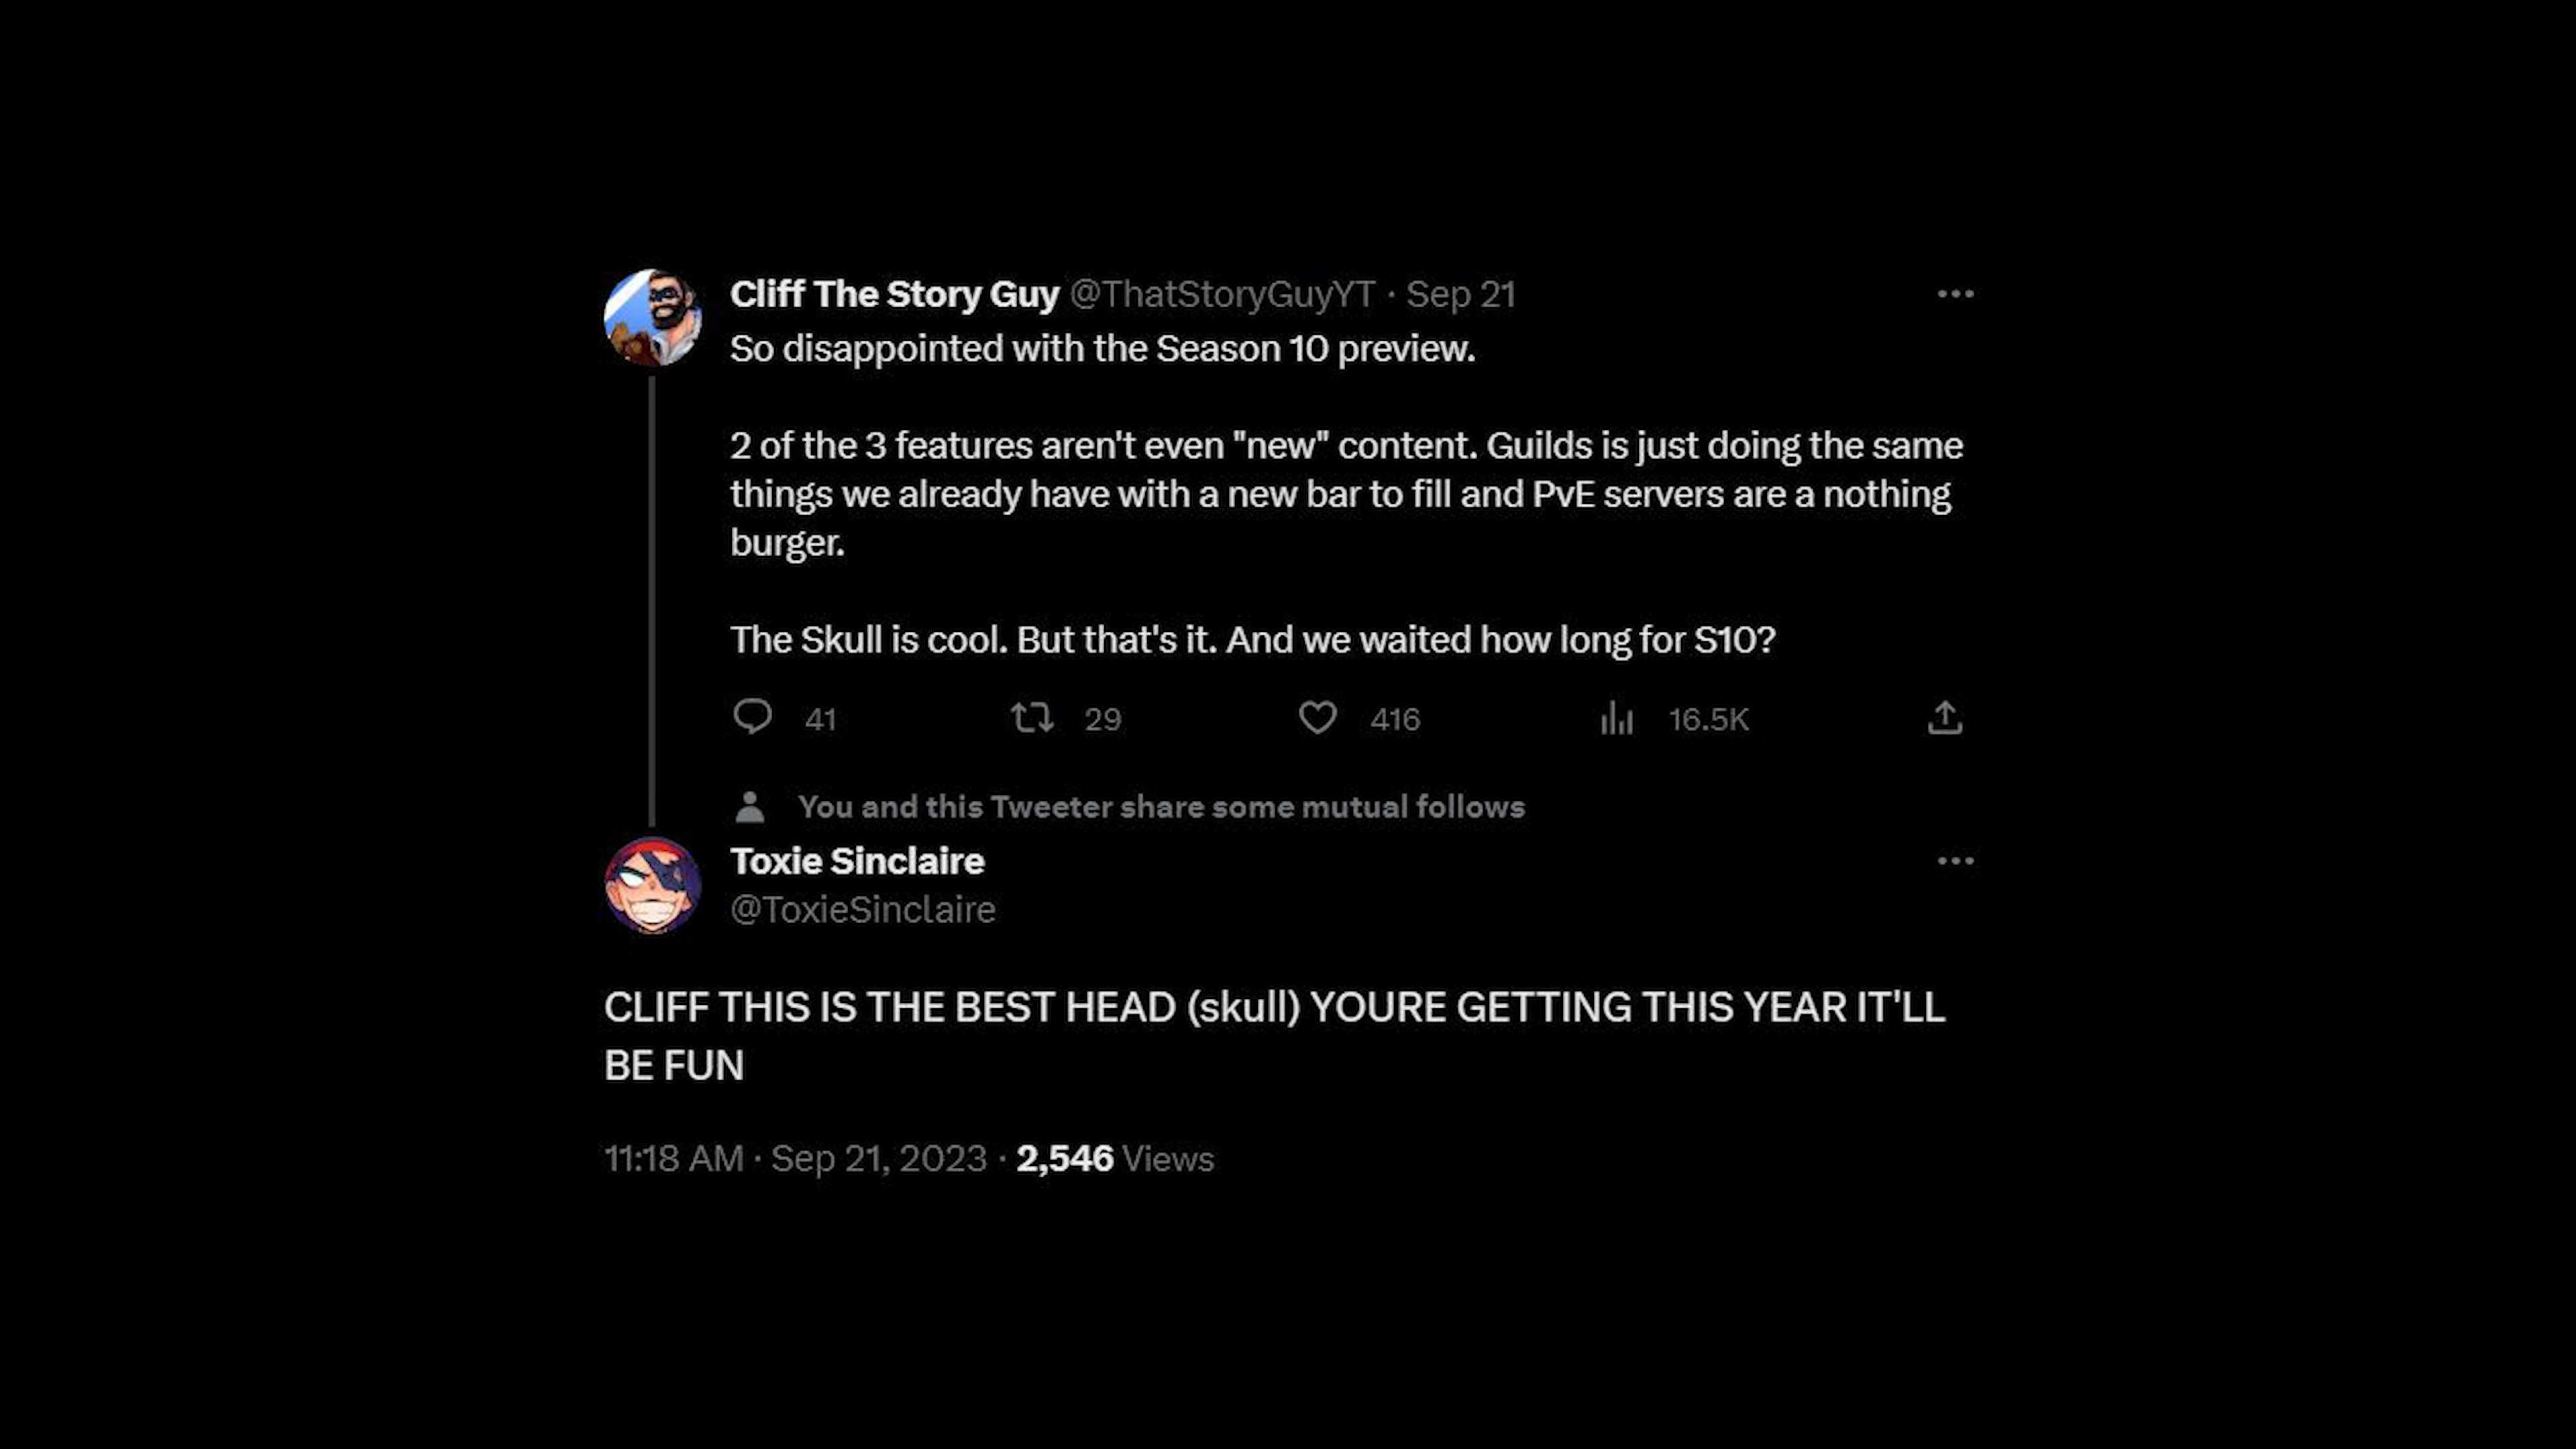 Cliff The Story Guy @ThatStoryGuyYT · Sep 21
So disappointed with the Season 10 preview.
2 of the 3 features aren't even "new" content. Guilds is just doing the same
things we already have with a new bar to fill and PvE servers are a nothing
burger.
The Skull is cool. But that's it. And we waited how long for S10?
41 29 416 16.5K
You and this Tweeter share some mutual follows
Toxie Sinclaire
@ToxieSinclaire
CLIFF THIS IS THE BEST HEAD (skull) YOURE GETTING THIS YEAR IT'LL
BE FUN
11:18 AM · Sep 21, 2023 · 2,546 Views